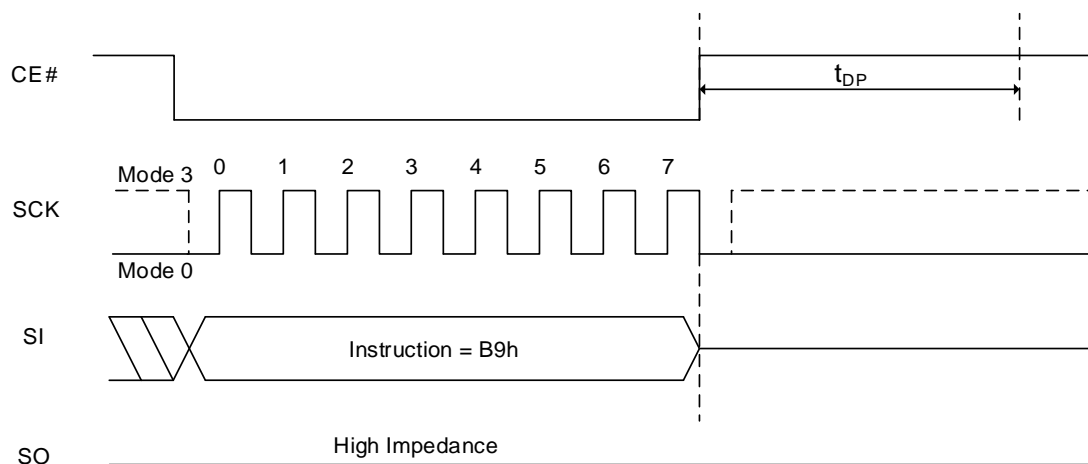 CE#
tDP
Mode 3
0 1 2 3 4 5 6 7
SCK
Mode 0
SI
Instruction = B9h
High Impedance
SO